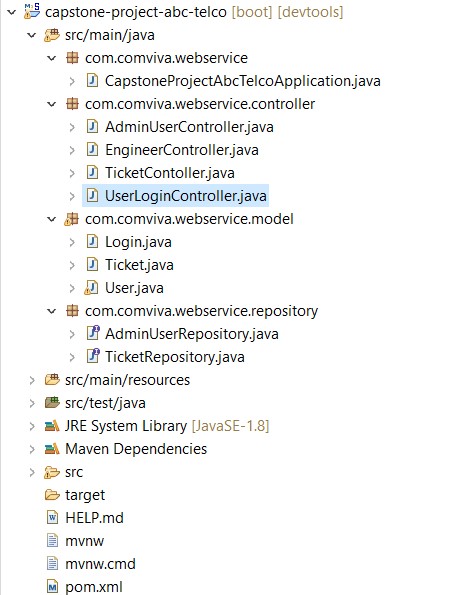 capstone-project-abc-telco [boot] [devtools]
src/main/java
com.comviva.webservice
CapstoneProjectAbcTelcoApplication.java
com.comviva.webservice.controller
AdminUserController.java
EngineerController.java
TicketContoller.java
UserLoginController.java
com.comviva.webservice.model
Login.java
Ticket.java
User.java
com.comviva.webservice.repository
AdminUserRepository.java
TicketRepository.java
src/main/resources
src/test/java
JRE System Library [JavaSE-1.8]
Maven Dependencies
src
target
HELP.md
mvnw
mvnw.cmd
pom.xml